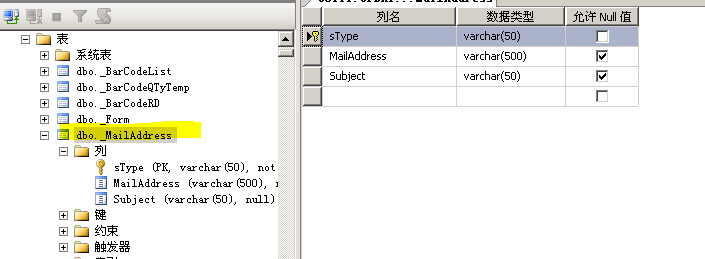 表
系统表
dbo._BarCodeList
dbo._BarCodeQTyTemp
dbo._BarCodeRD
dbo._Form
dbo._MailAddress
列
sType (PK, varchar(50), not
MailAddress (varchar(500),
Subject (varchar(50), null)
键
约束
触发器
列名 数据类型 允许 Null 值
sType varchar(50)
MailAddress varchar(500)
Subject varchar(50)